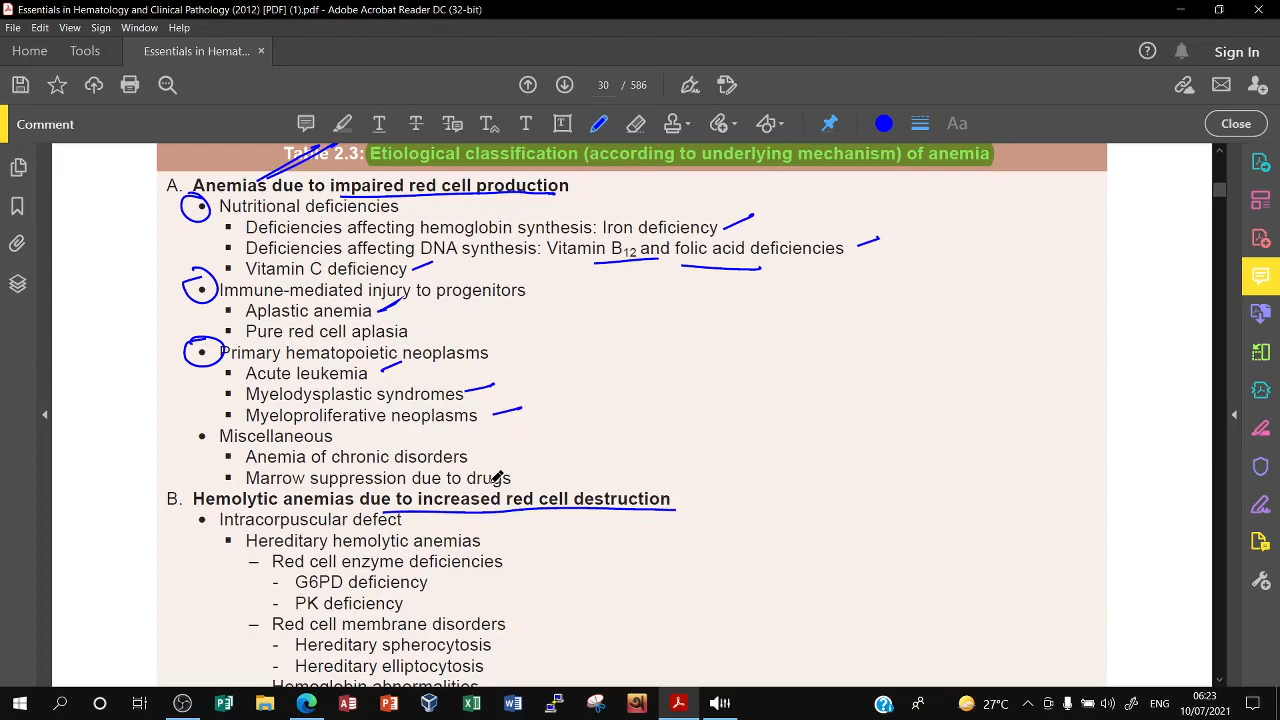 Essentials in Hematology and Clinical Pathology (2012) [PDF] (1).pdf - Adobe Acrobat Reader DC (32-bit)
File Edit View Sign Window Help
Home Tools Essentials in Hemat... × Sign In
30 / 586
Comment Aa Close
Table 2.3: Etiological classification (according to underlying mechanism) of anemia
A. Anemias due to impaired red cell production
• Nutritional deficiencies
▪ Deficiencies affecting hemoglobin synthesis: Iron deficiency
▪ Deficiencies affecting DNA synthesis: Vitamin B12 and folic acid deficiencies
▪ Vitamin C deficiency
• Immune-mediated injury to progenitors
▪ Aplastic anemia
▪ Pure red cell aplasia
• Primary hematopoietic neoplasms
▪ Acute leukemia
▪ Myelodysplastic syndromes
▪ Myeloproliferative neoplasms
• Miscellaneous
▪ Anemia of chronic disorders
▪ Marrow suppression due to drugs
B. Hemolytic anemias due to increased red cell destruction
• Intracorpuscular defect
▪ Hereditary hemolytic anemias
– Red cell enzyme deficiencies
- G6PD deficiency
- PK deficiency
– Red cell membrane disorders
- Hereditary spherocytosis
- Hereditary elliptocytosis
– Hemoglobin abnormalities
27°C ENG 06:23
10/07/2021